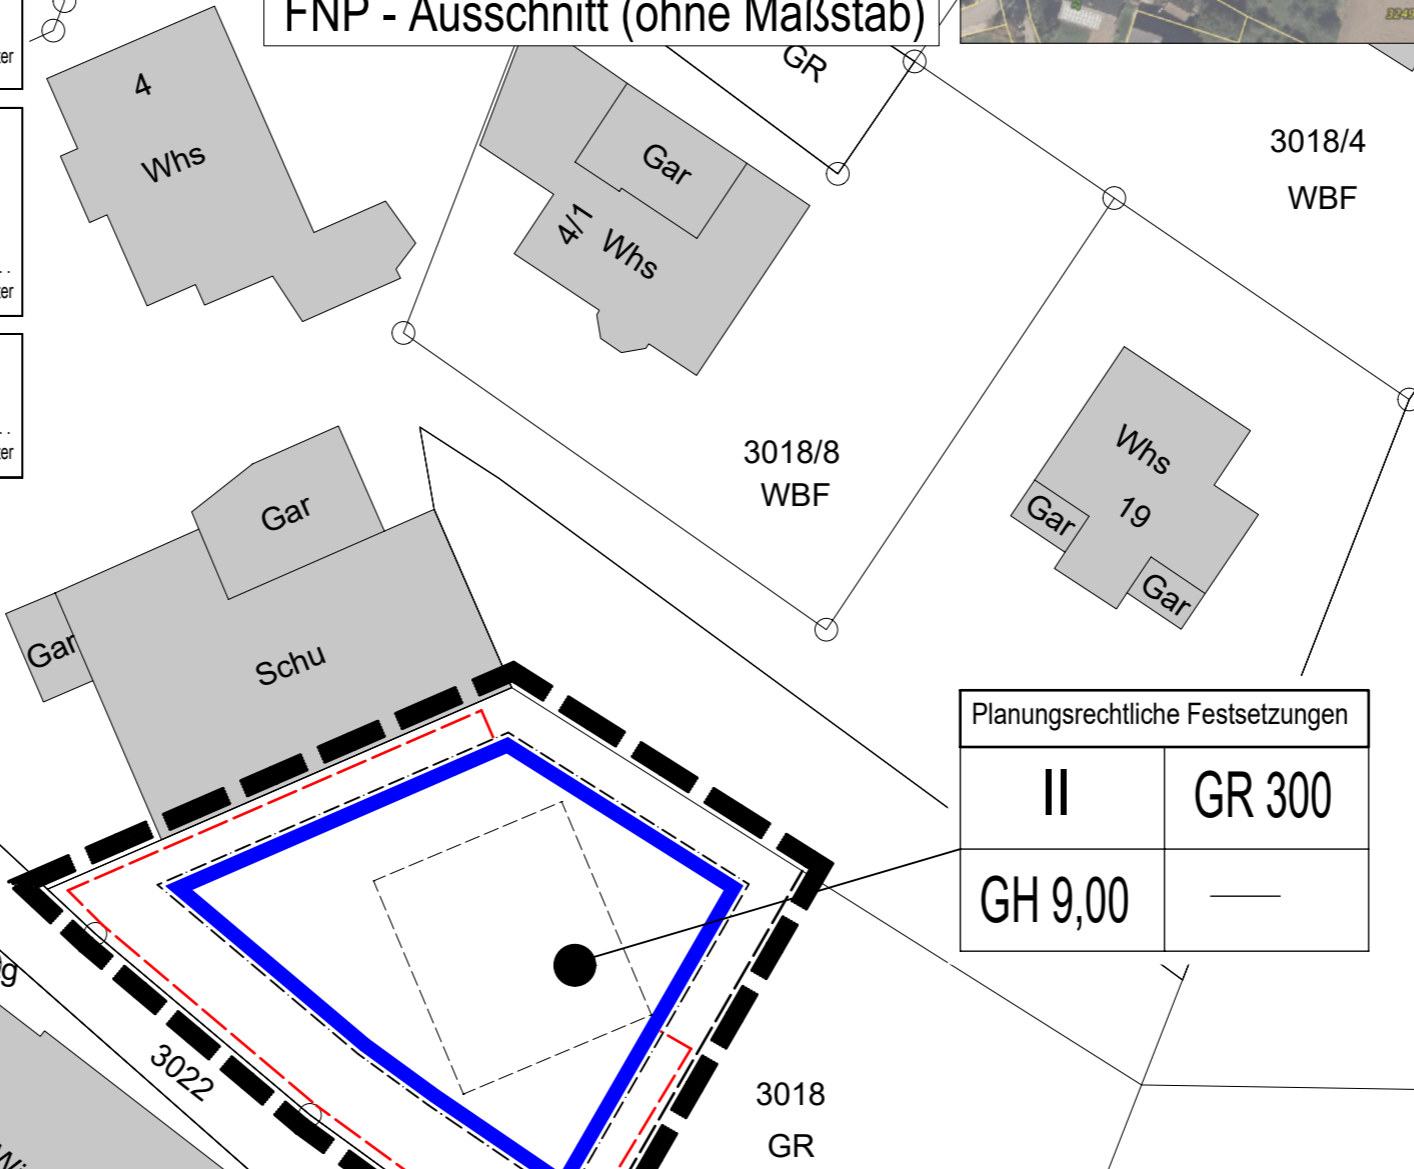 FNP - Ausschnitt (ohne Maßstab)
4
Whs
Gar
4/1
Whs
GR
3018/4
WBF
3018/8
WBF
Whs
19
Gar
Gar
Gar
Gar
Schu
Planungsrechtliche Festsetzungen
II
GR 300
GH 9,00
3022
3018
GR